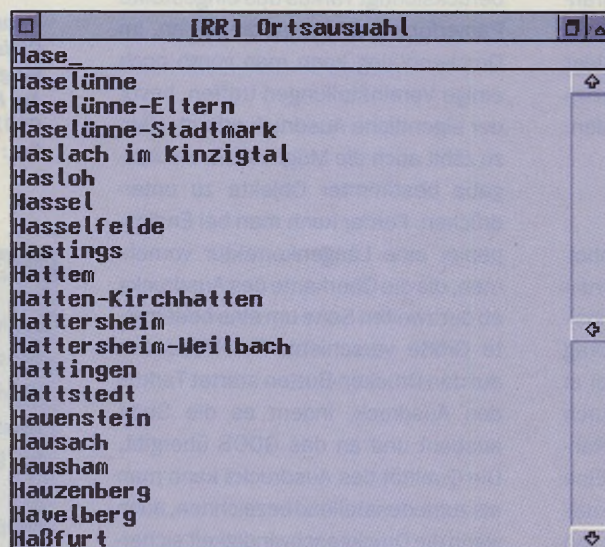 [RR] Ortsauswahl
Hase_
Haselünne
Haselünne-Eltern
Haselünne-Stadtmark
Haslach im Kinzigtal
Hasloh
Hassel
Hasselfelde
Hastings
Hattem
Hatten-Kirchhatten
Hattersheim
Hattersheim-Weilbach
Hattingen
Hattstedt
Hauenstein
Hausach
Hausham
Hauzenberg
Havelberg
Haßfurt